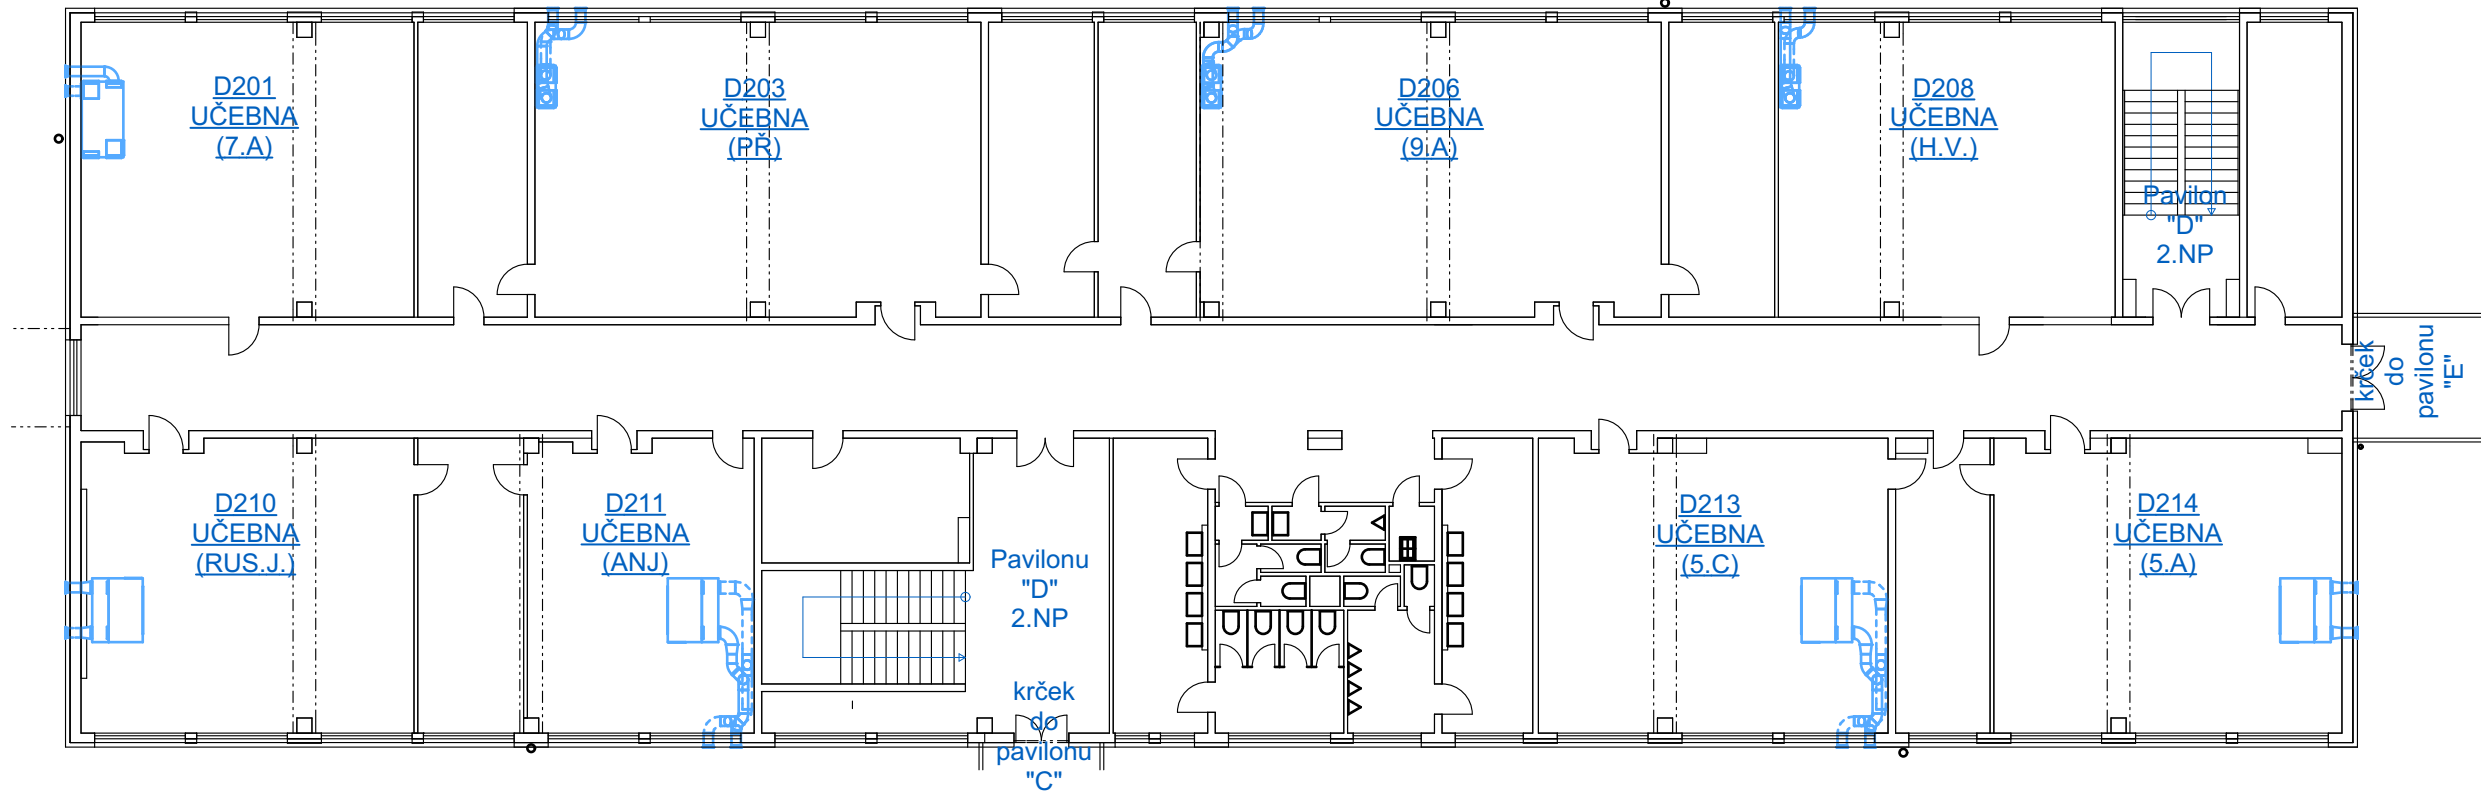 D201
UČEBNA
(7.A)
D203
UČEBNA
(PŘ)
D206
UČEBNA
(9.A)
D208
UČEBNA
(H.V.)
Pavilon
"D"
2.NP
krček
do
pavilonu
"E"
D210
UČEBNA
(RUS.J.)
D211
UČEBNA
(ANJ)
Pavilonu
"D"
2.NP
krček
do
pavilonu
"C"
D213
UČEBNA
(5.C)
D214
UČEBNA
(5.A)